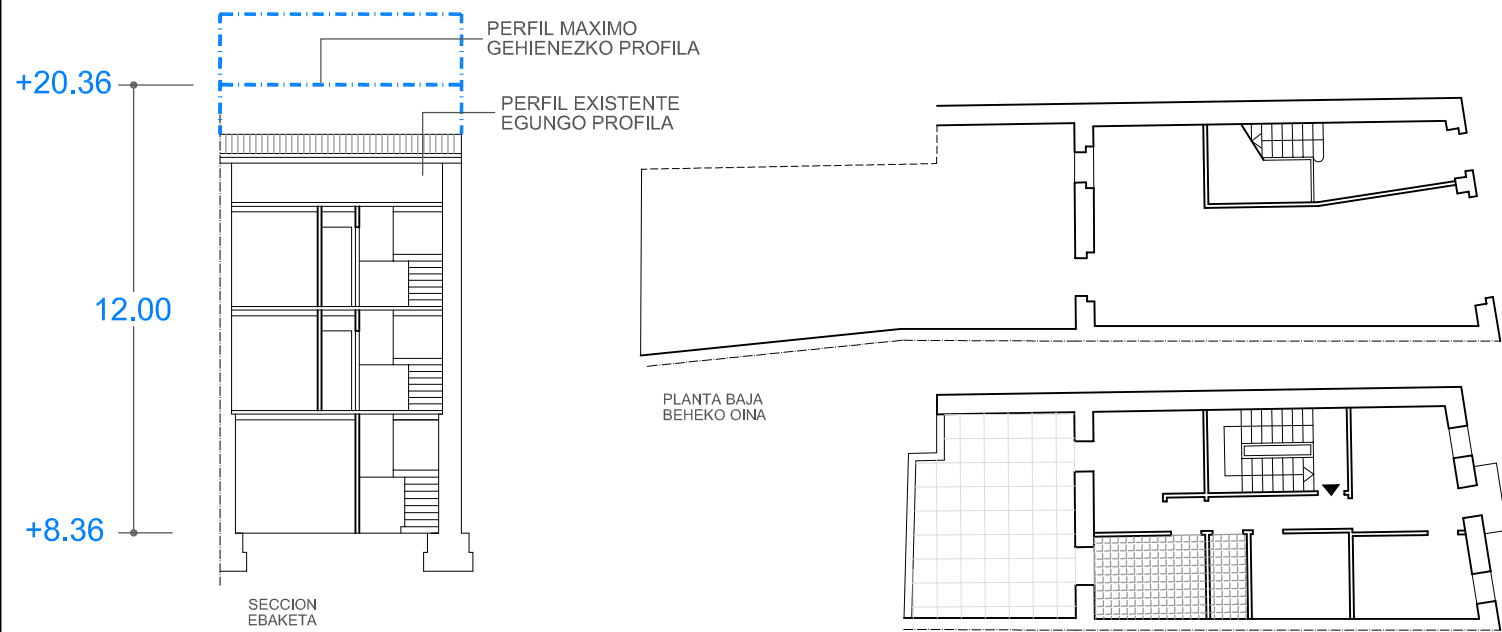 PERFIL MAXIMO
GEHIENEZKO PROFILA
+20.36
PERFIL EXISTENTE
EGUNGO PROFILA
12.00
PLANTA BAJA
BEHEKO OINA
+8.36
SECCION
EBAKETA